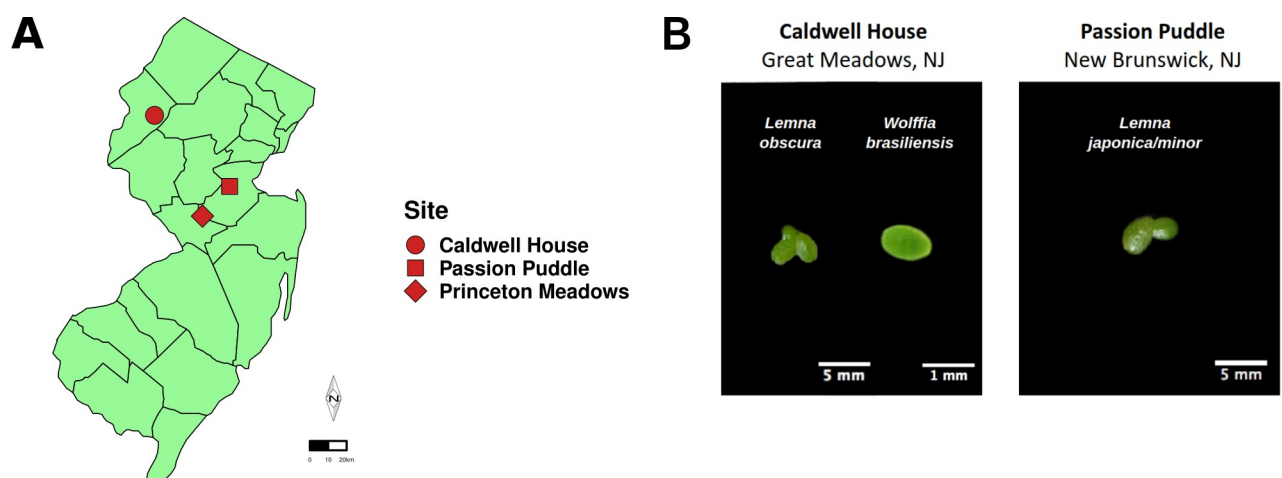 A
Site
Caldwell House
Passion Puddle
Princeton Meadows
N
0 10 20km
B
Caldwell House
Great Meadows, NJ
Lemna
obscura
Wolffia
brasiliensis
5 mm
1 mm
Passion Puddle
New Brunswick, NJ
Lemna
japonica/minor
5 mm